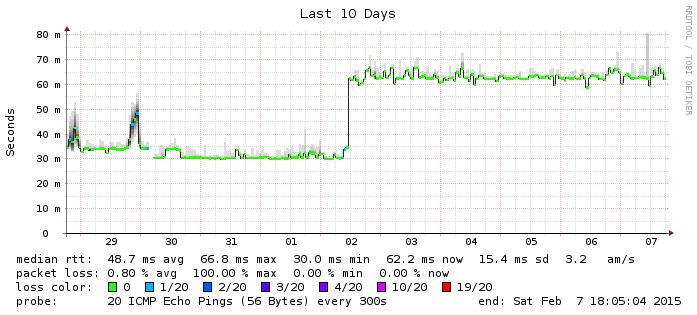 Last 10 Days
RRDTOOL / TOBI OETIKER
Seconds
80 m
70 m
60 m
50 m
40 m
30 m
20 m
10 m
0
29 30 31 01 02 03 04 05 06 07
median rtt: 48.7 ms avg 66.8 ms max 30.0 ms min 62.2 ms now 15.4 ms sd 3.2 am/s
packet loss: 0.80 % avg 100.00 % max 0.00 % min 0.00 % now
loss color: 0 1/20 2/20 3/20 4/20 10/20 19/20
probe: 20 ICMP Echo Pings (56 Bytes) every 300s end: Sat Feb 7 18:05:04 2015